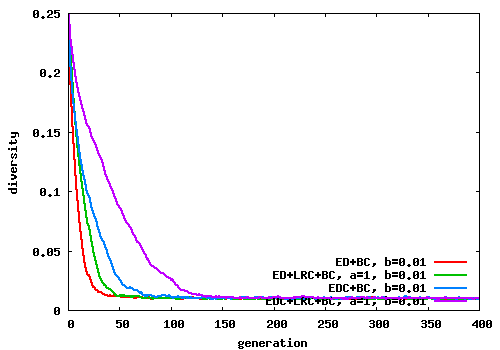 0.25
0.2
0.15
diversity
0.1
0.05
ED+BC, b=0.01
ED+LRC+BC, a=1, b=0.01
EDC+BC, b=0.01
EDC+LRC+BC, a=1, b=0.01
0
0 50 100 150 200 250 300 350 400
generation